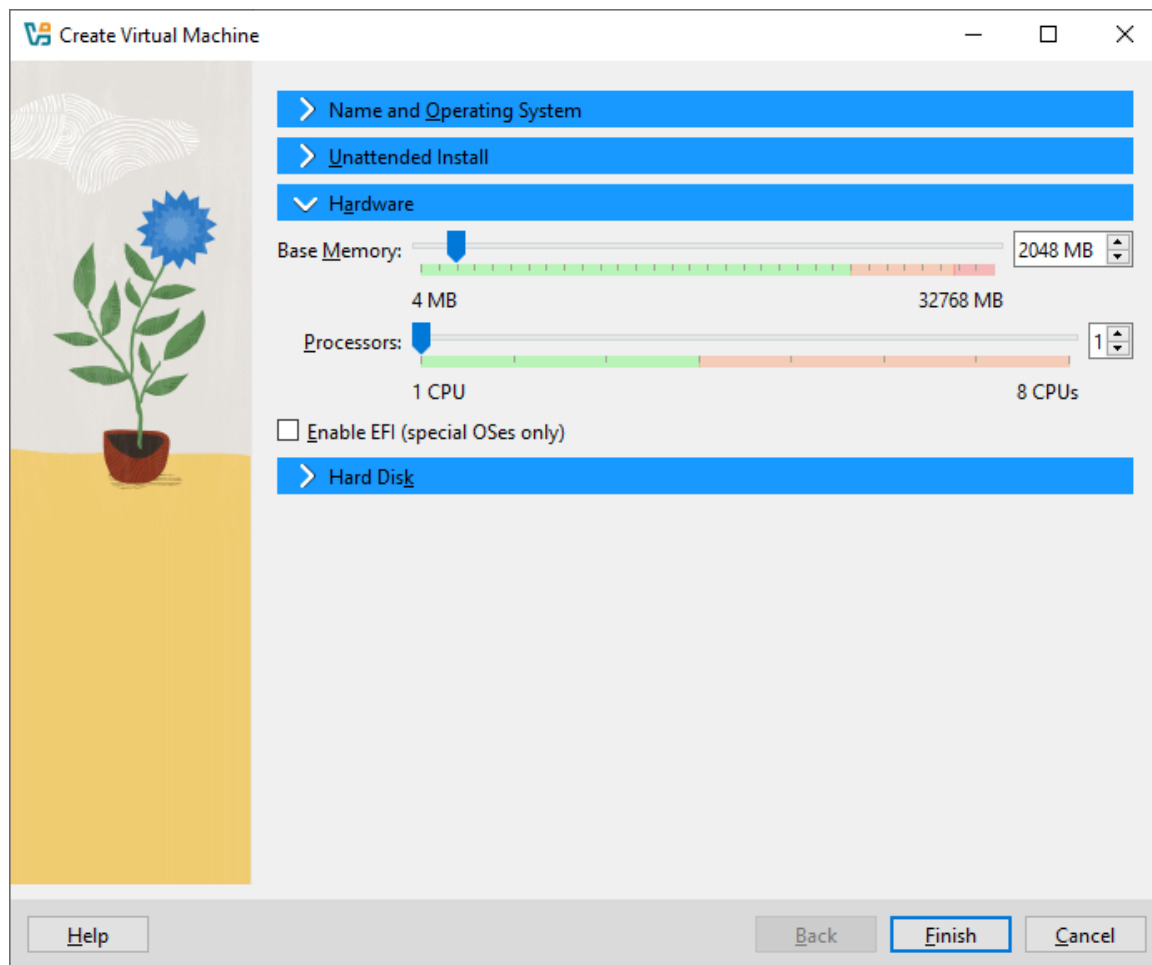 Create Virtual Machine
Name and Operating System
Unattended Install
Hardware
Base Memory: 2048 MB
4 MB 32768 MB
Processors: 1
1 CPU 8 CPUs
Enable EFI (special OSes only)
Hard Disk
Help Back Finish Cancel